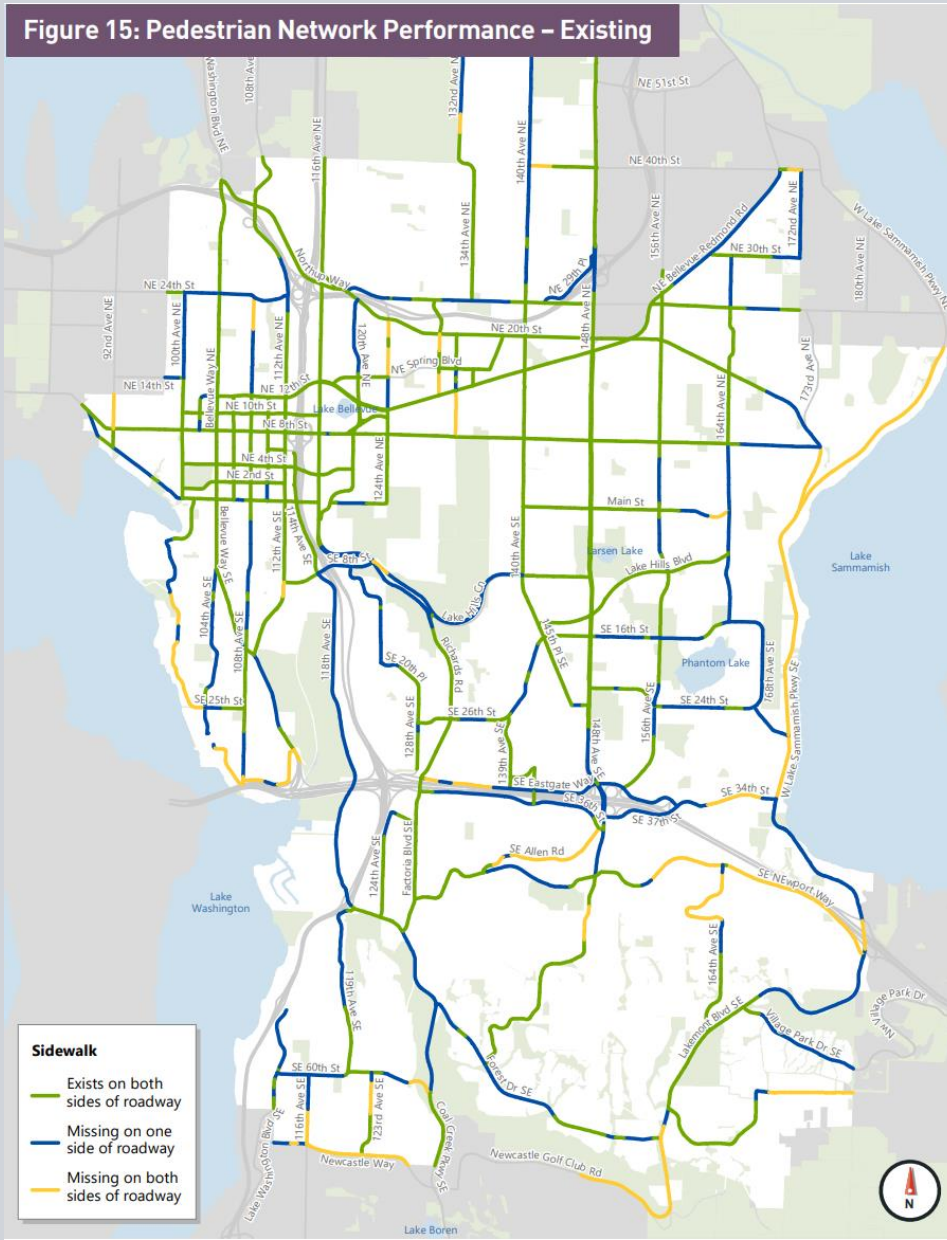 Figure 15: Pedestrian Network Performance – Existing
Washington Blvd NE
108th Ave NE
116th Ave NE
132nd Ave N
140th Ave NE
NE 51st St
NE 40th St
156th Ave NE
134th Ave NE
172nd Ave NE
W Lake Sammamish Pkwy NE
NE Bellevue-Redmond Rd
NE 30th St
180th Ave NE
Northup Way
NE 29th Pl
NE 24th St
148th Ave NE
92nd Ave NE
100th Ave NE
Bellevue Way NE
112th Ave NE
120th Ave NE
NE 20th St
NE Spring Blvd
173rd Ave NE
NE 14th St
NE 12th St
164th Ave NE
NE 10th St
Lake Bellevue
NE 8th St
NE 4th St
NE 2nd St
124th Ave NE
Main St
Bellevue Way SE
112th Ave SE
114th Ave SE
140th Ave SE
Larsen Lake
Lake
Sammamish
SE 8th St
Lake Hills Blvd
Lake Hills Cn
104th Ave SE
108th Ave SE
118th Ave SE
SE 16th St
145th Pl SE
Richards Rd
SE 20th Pl
Phantom Lake
168th Ave SE
W Lake Sammamish Pkwy SE
SE 25th St
SE 24th St
SE 26th St
128th Ave SE
139th Ave SE
148th Ave SE
156th Ave SE
SE Eastgate Way
SE 34th St
SE 36th St
SE 37th St
124th Ave SE
Factoria Blvd SE
SE Allen Rd
SE NEwport Way
Lake
Washington
119th Ave SE
164th Ave SE
Lakemont Blvd SE
Village Park Dr SE
NW Village Park Dr
Forest Dr SE
SE 60th St
116th Ave SE
123rd Ave SE
Coal Creek Pkwy SE
Lake Washington Blvd SE
Newcastle Way
Newcastle Golf Club Rd
Lake Boren
Sidewalk
Exists on both
sides of roadway
Missing on one
side of roadway
Missing on both
sides of roadway
N